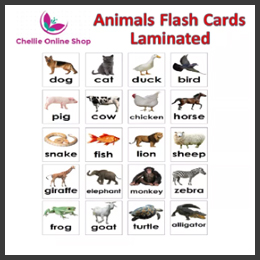 Chellie Online Shop
Animals Flash Cards
Laminated
dog cat duck bird
pig cow chicken horse
snake fish lion sheep
giraffe elephant monkey zebra
frog goat turtle alligator